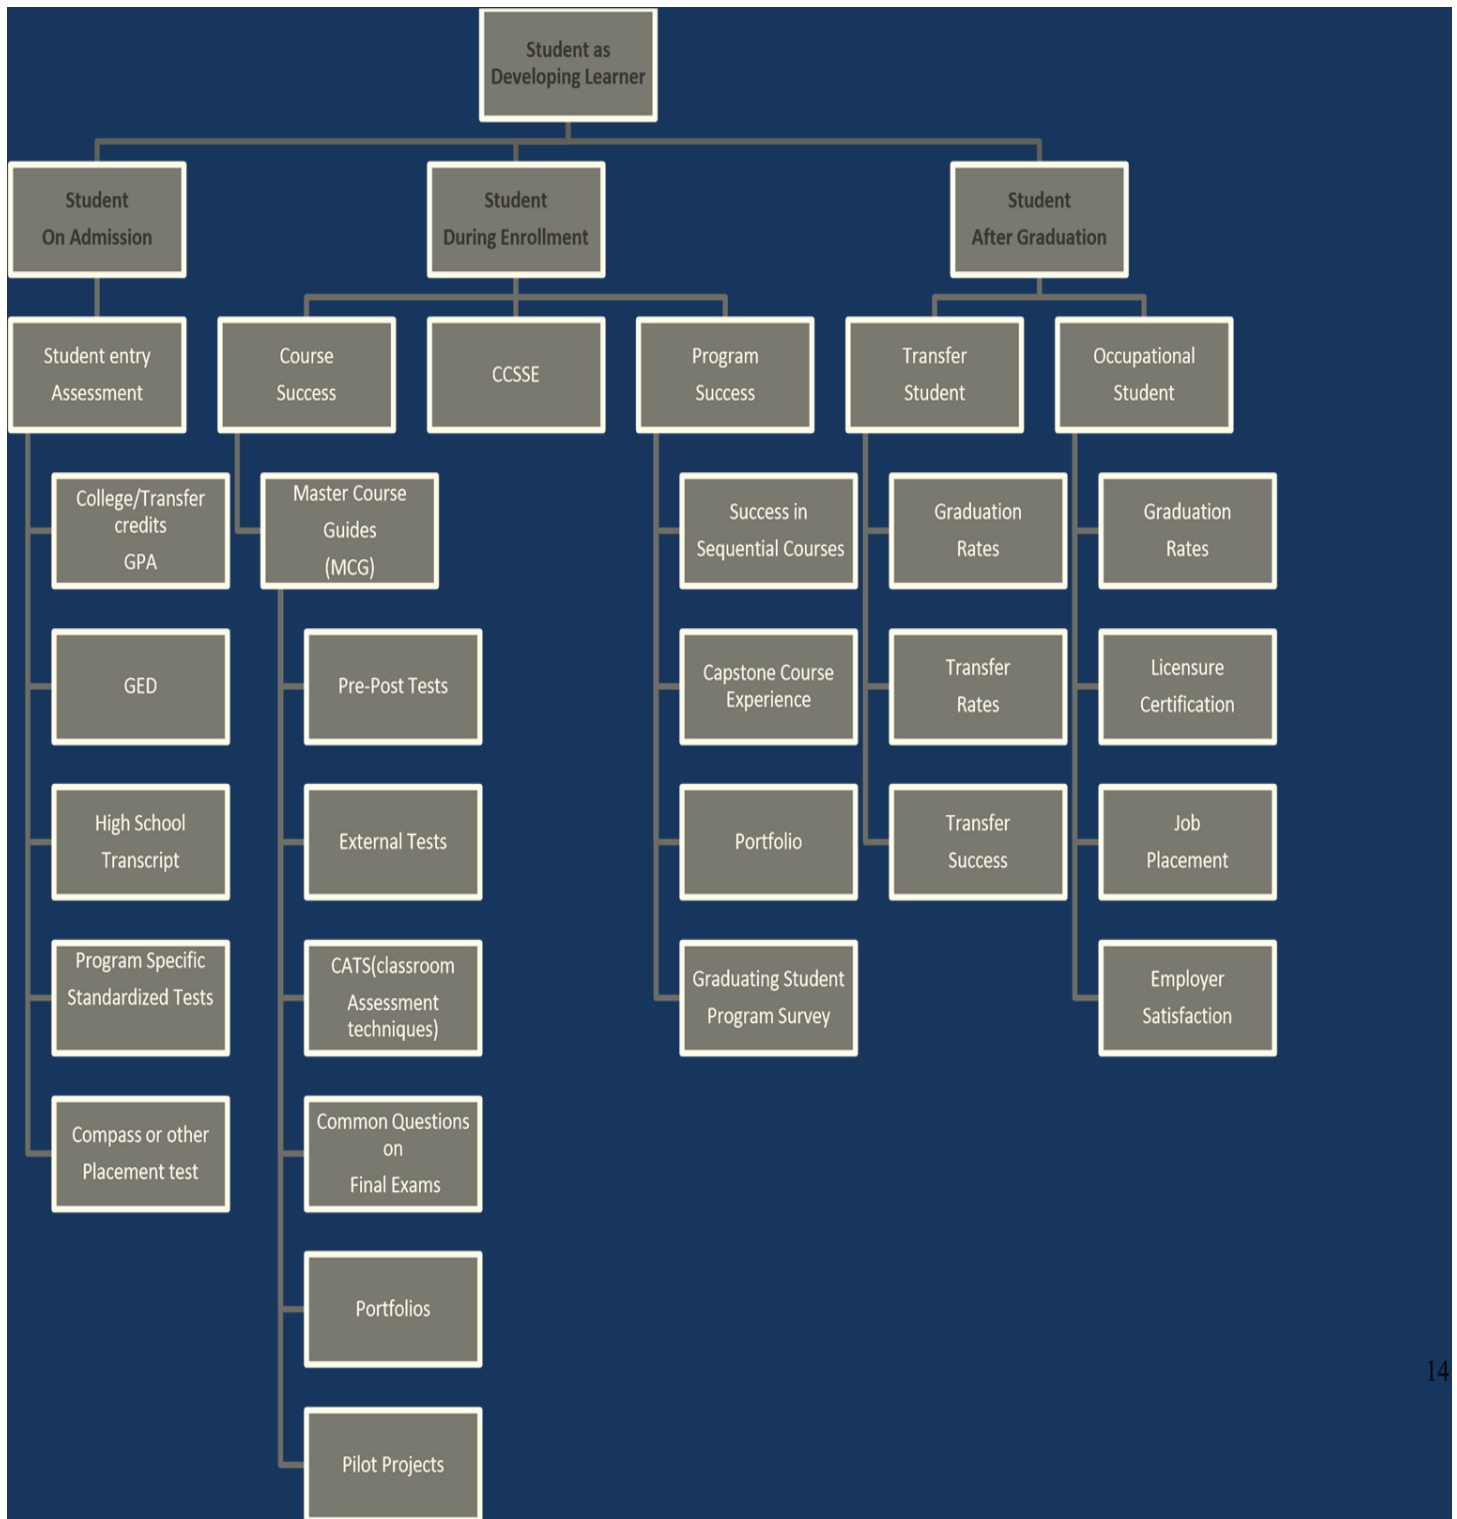 Student as
Developing Learner
Student
On Admission
Student
During Enrollment
Student
After Graduation
Student entry
Assessment
Course
Success
CCSSE
Program
Success
Transfer
Student
Occupational
Student
College/Transfer
credits
GPA
Master Course
Guides
(MCG)
Success in
Sequential Courses
Graduation
Rates
Graduation
Rates
GED
Pre-Post Tests
Capstone Course
Experience
Transfer
Rates
Licensure
Certification
High School
Transcript
External Tests
Portfolio
Transfer
Success
Job
Placement
Program Specific
Standardized Tests
CATS(classroom
Assessment
techniques)
Graduating Student
Program Survey
Employer
Satisfaction
Compass or other
Placement test
Common Questions
on
Final Exams
Portfolios
14
Pilot Projects